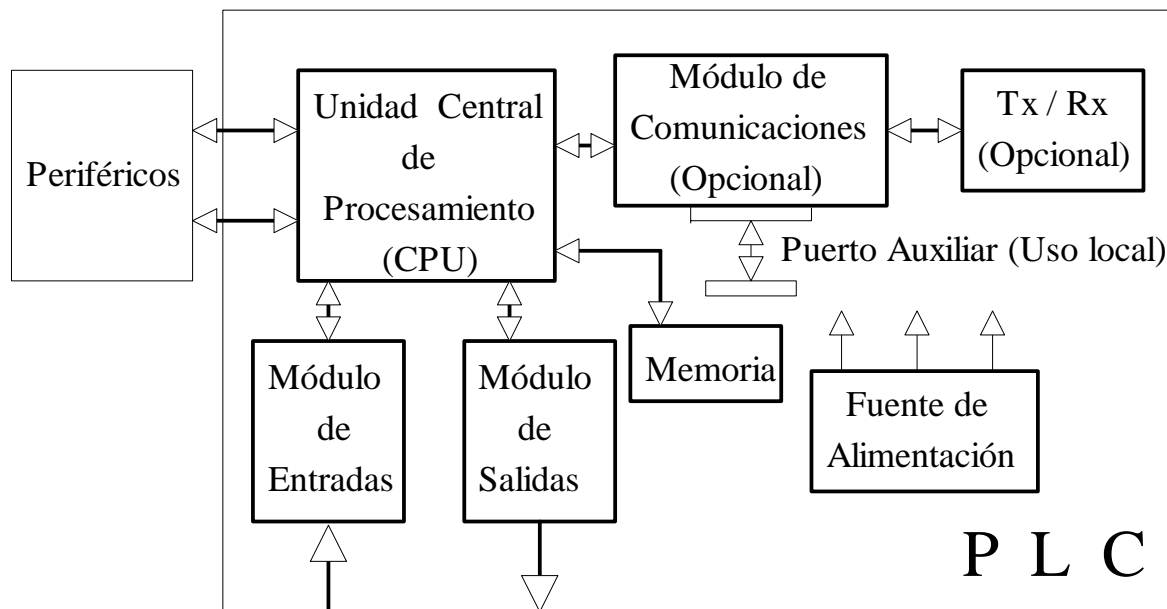 Periféricos
Unidad Central
de
Procesamiento
(CPU)
Módulo de
Comunicaciones
(Opcional)
Tx / Rx
(Opcional)
Puerto Auxiliar (Uso local)
Módulo
de
Entradas
Módulo
de
Salidas
Memoria
Fuente de
Alimentación
P L C